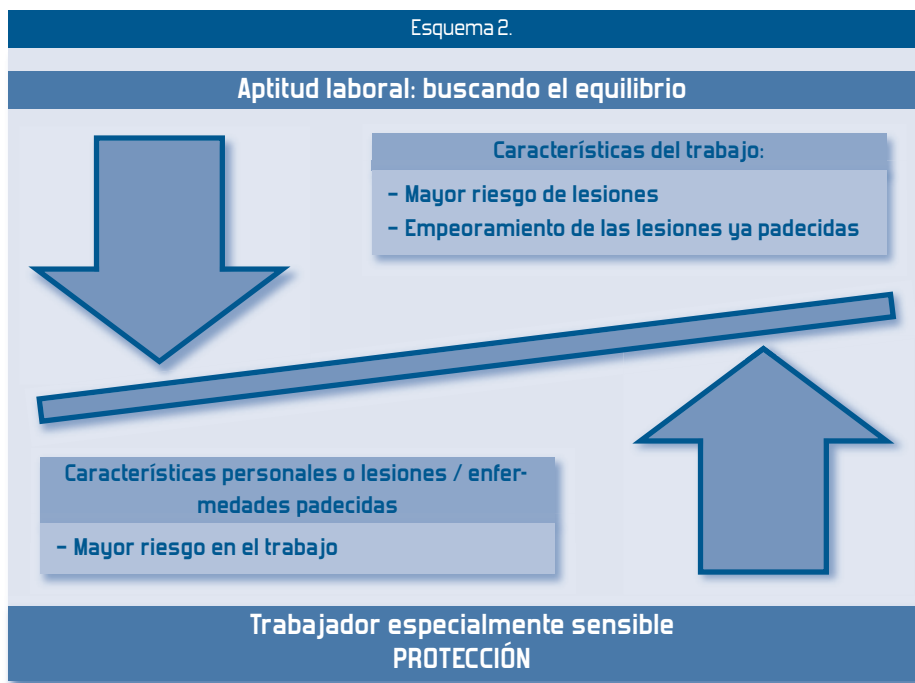 Esquema 2.
Aptitud laboral: buscando el equilibrio
Características del trabajo:
– Mayor riesgo de lesiones
– Empeoramiento de las lesiones ya padecidas
Características personales o lesiones / enfer-
medades padecidas
– Mayor riesgo en el trabajo
Trabajador especialmente sensible
PROTECCIÓN